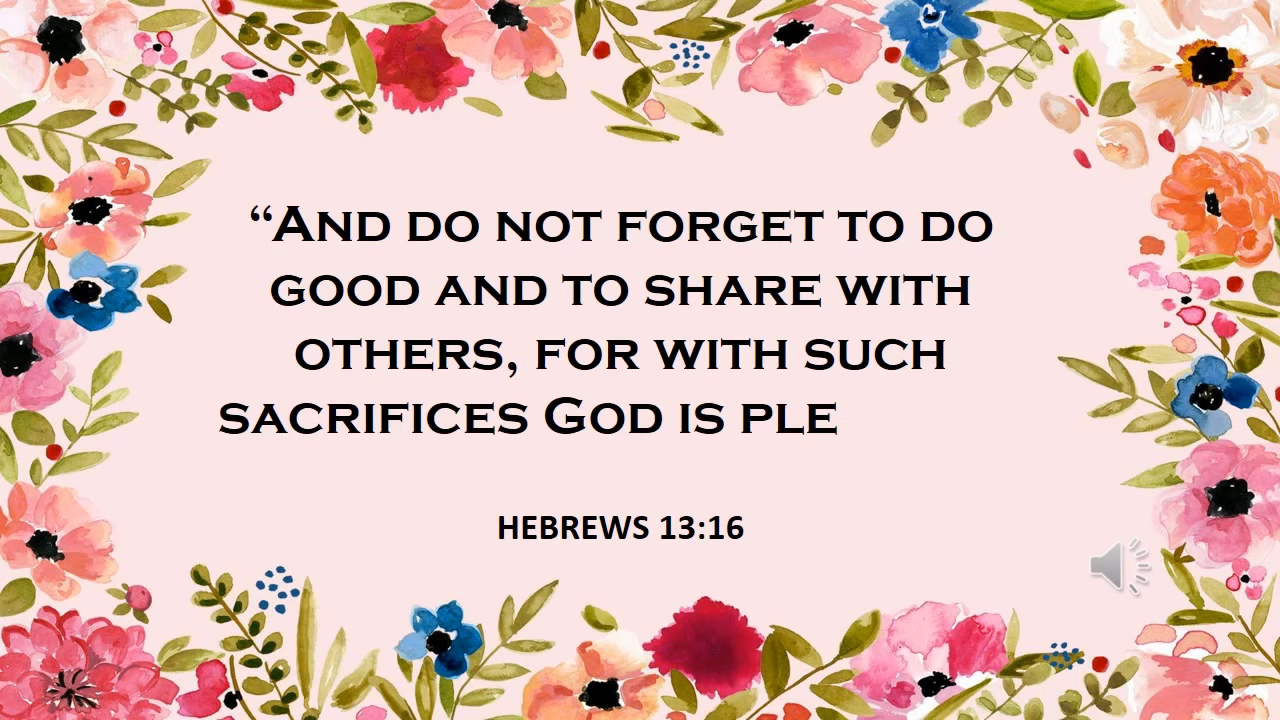 “And do not forget to do
good and to share with
others, for with such
sacrifices God is ple
HEBREWS 13:16